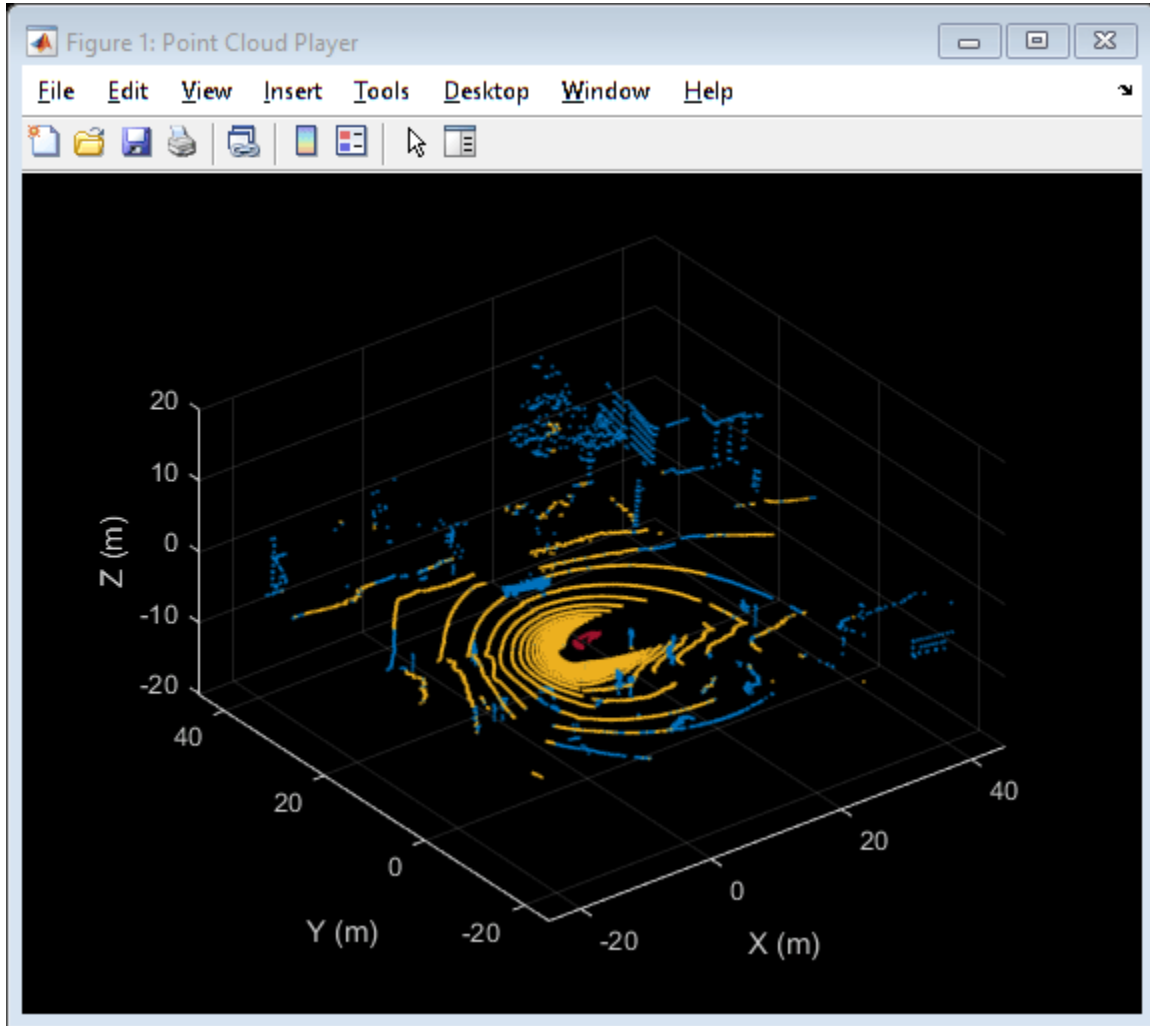 Figure 1: Point Cloud Player
File Edit View Insert Tools Desktop Window Help
20
10
0
-10
-20
Z (m)
40
20
0
-20
Y (m)
-20
0
20
40
X (m)